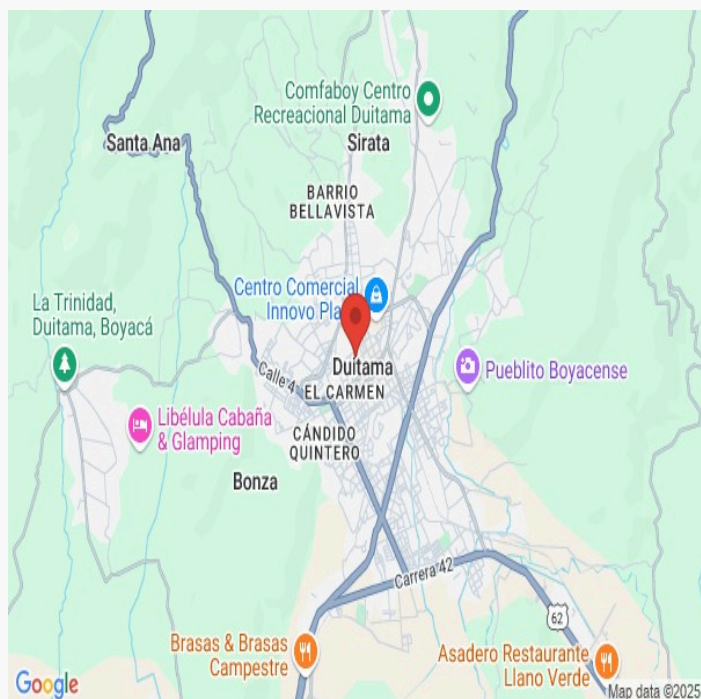 Comfaboy Centro
Recreacional Duitama
Santa Ana
Sirata
BARRIO
BELLAVISTA
La Trinidad,
Duitama, Boyacá
Centro Comercial
Innovo Pla
Duitama
Calle 4
EL CARMEN
Pueblito Boyacense
Libélula Cabaña
& Glamping
CÁNDIDO
QUINTERO
Bonza
Carrera 42
62
Brasas & Brasas
Campestre
Asadero Restaurante
Llano Verde
Google
Map data ©2025